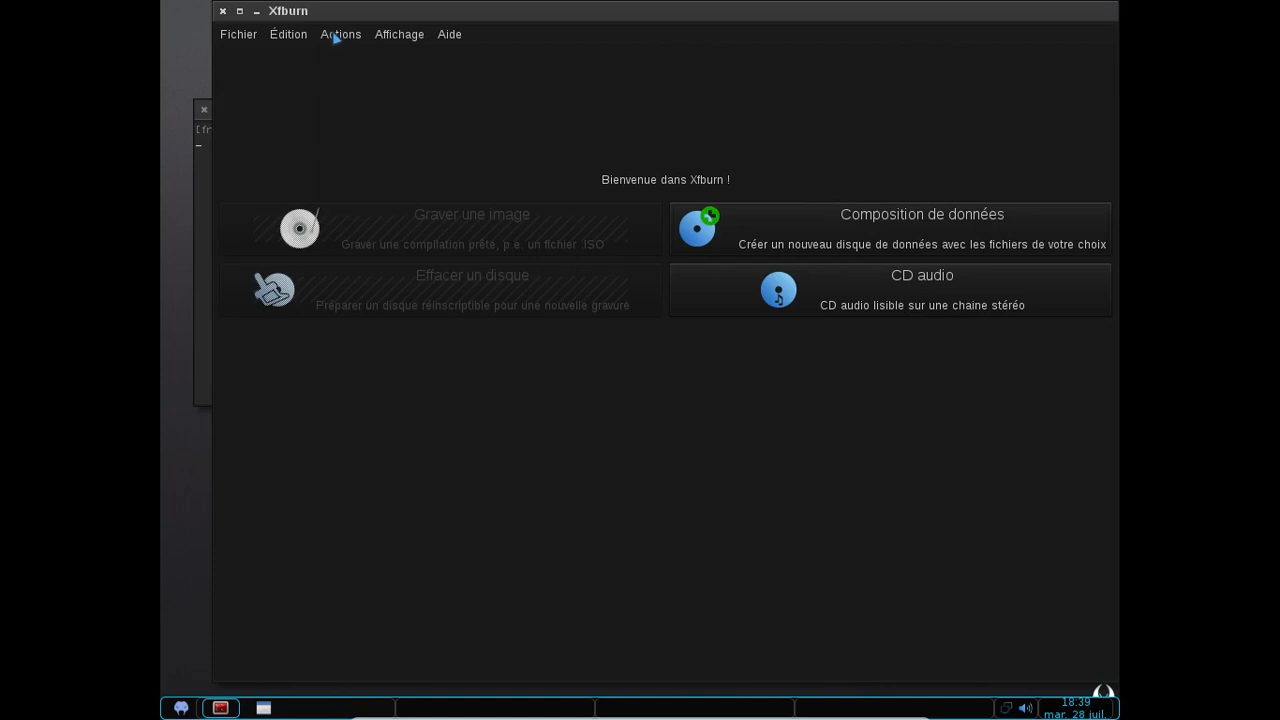 Xfburn
Fichier Édition Actions Affichage Aide
[fr
Bienvenue dans Xfburn !
Graver une image
Graver une compilation prête, p.e. un fichier .ISO
Composition de données
Créer un nouveau disque de données avec les fichiers de votre choix
Effacer un disque
Préparer un disque réinscriptible pour une nouvelle gravure
CD audio
CD audio lisible sur une chaine stéréo
18:39
mar. 28 juil.